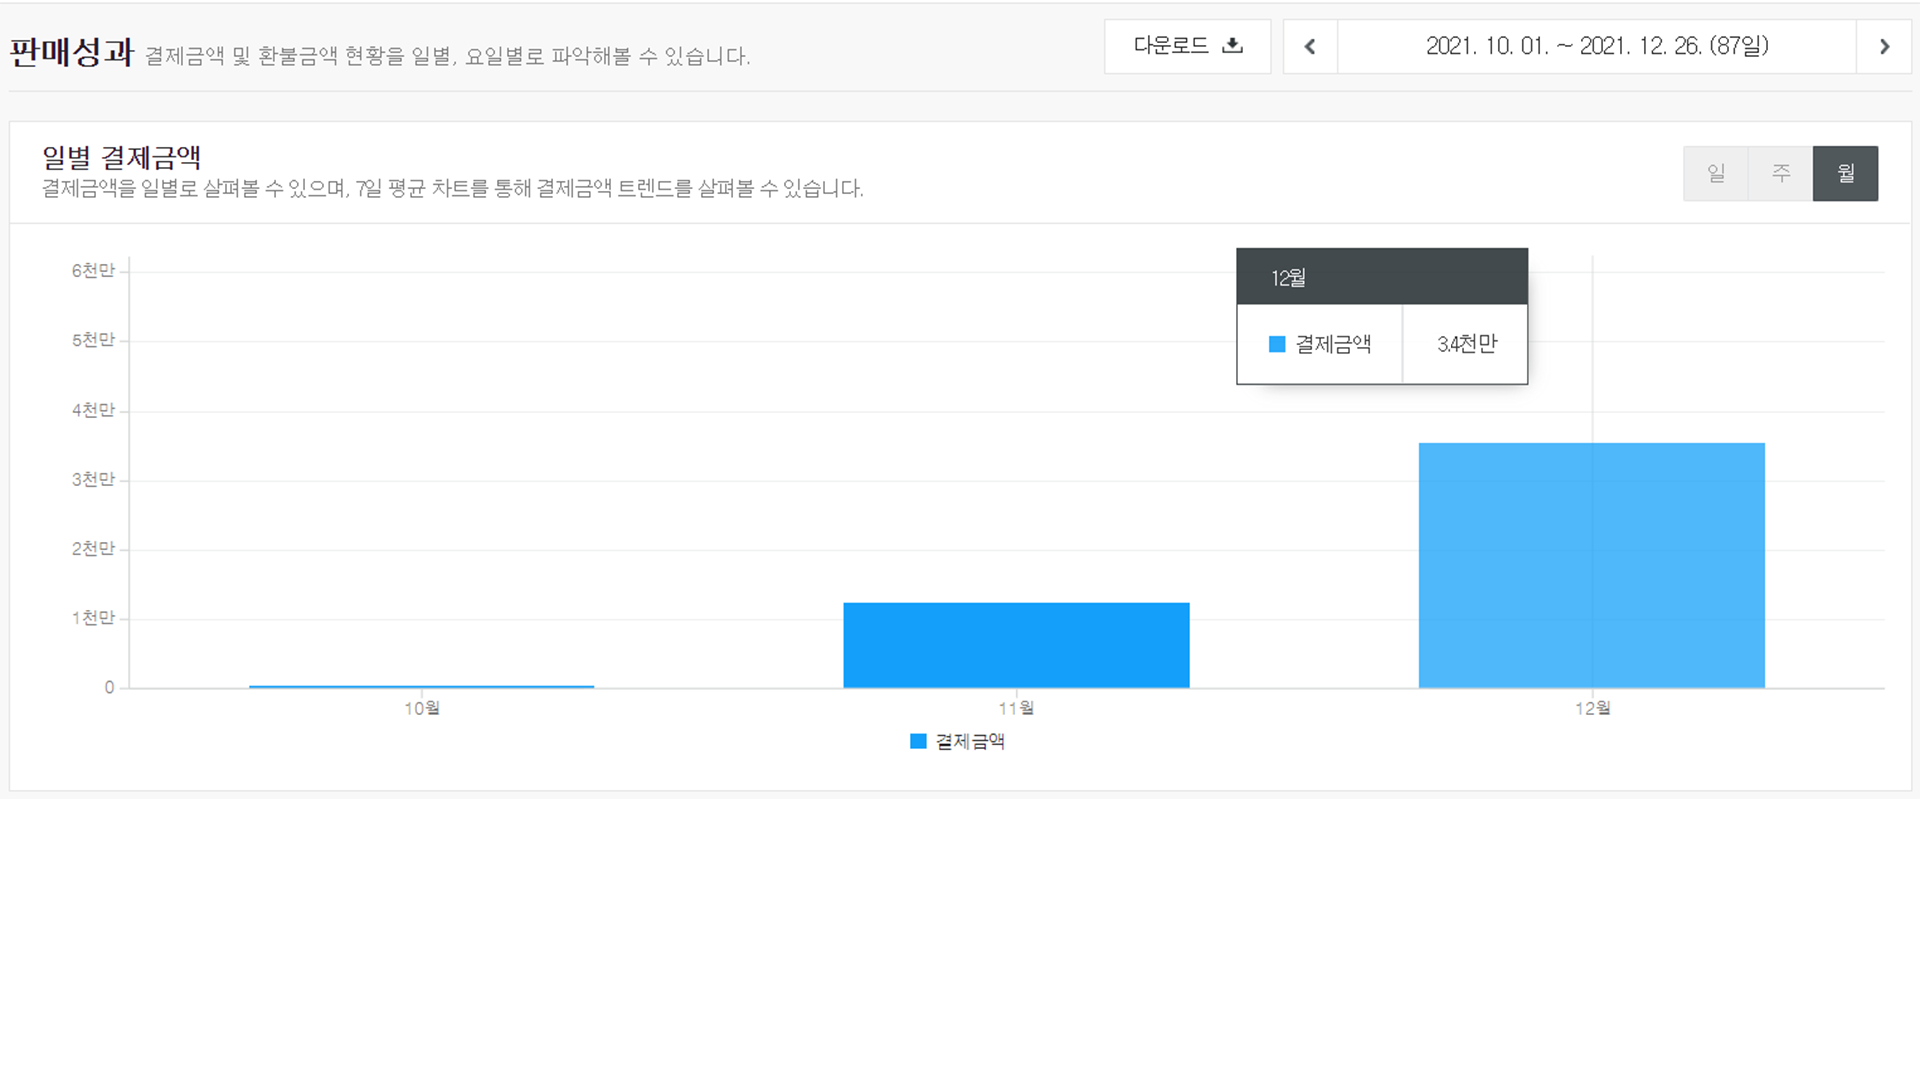 판매성과 결제금액 및 환불금액 현황을 일별, 요일별로 파악해볼 수 있습니다.
다운로드
2021. 10. 01. ~ 2021. 12. 26. (87일)
일별 결제금액
결제금액을 일별로 살펴볼 수 있으며, 7일 평균 차트를 통해 결제금액 트렌드를 살펴볼 수 있습니다.
일 주 월
6천만
5천만
4천만
3천만
2천만
1천만
0
12월
결제금액 3.4천만
10월 11월 12월
결제금액